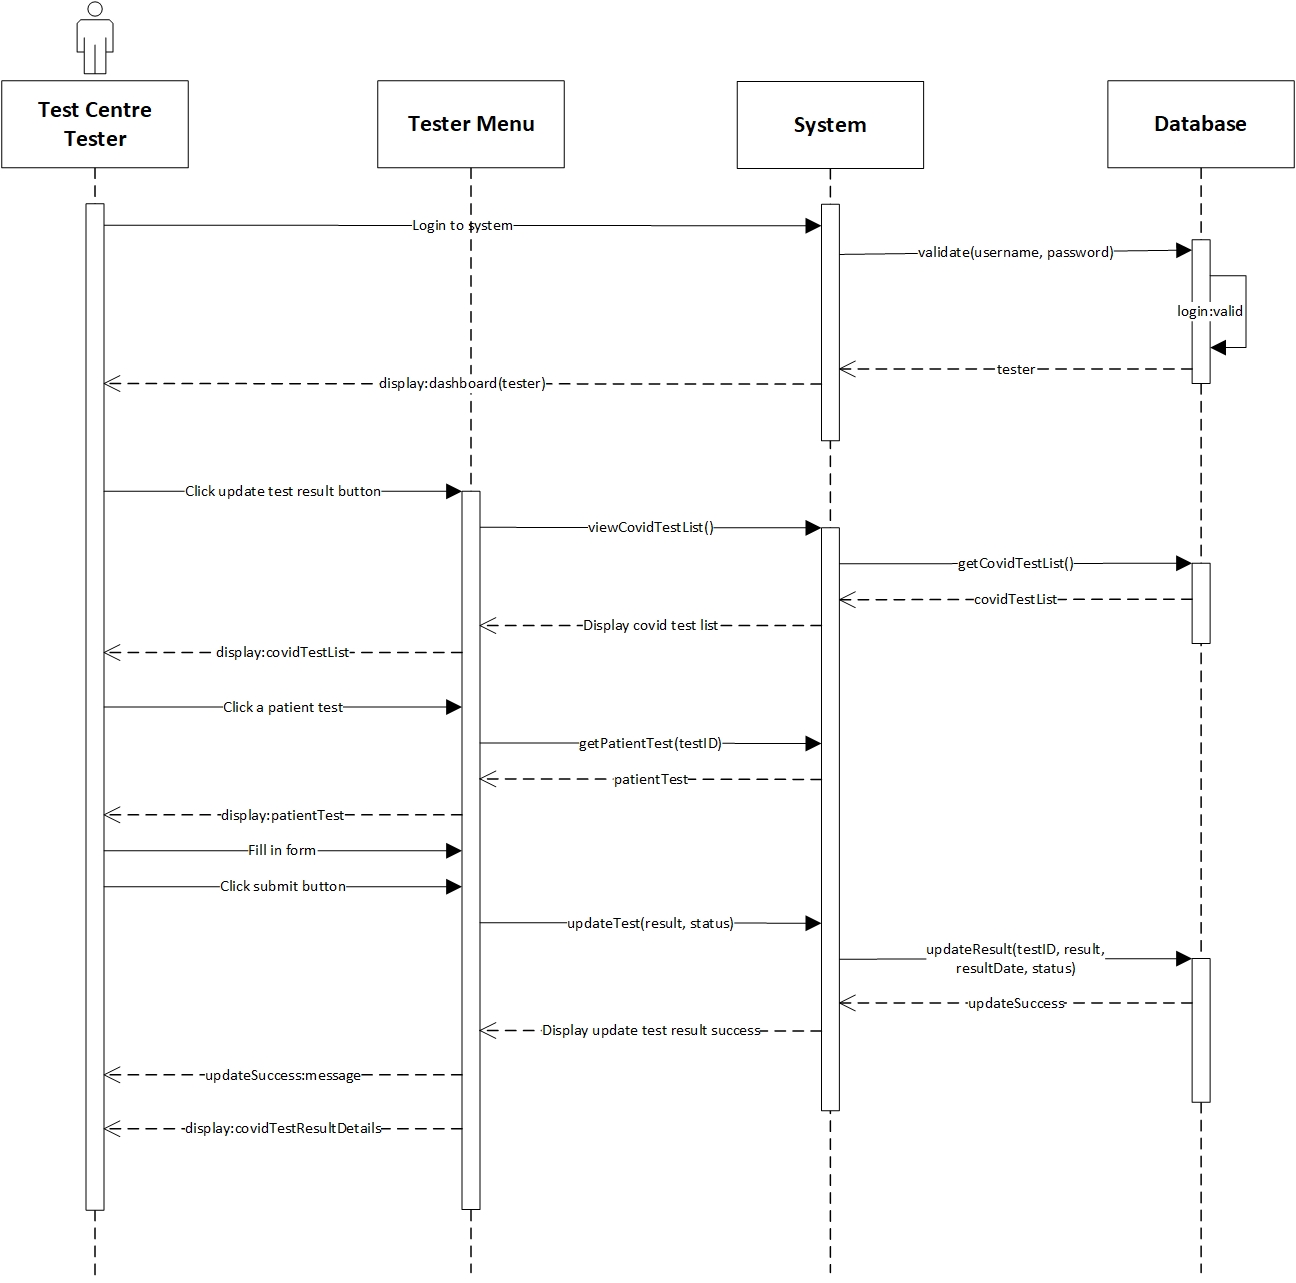 Test Centre
Tester
Tester Menu
System
Database
Login to system
validate(username, password)
login:valid
tester
display:dashboard(tester)
Click update test result button
viewCovidTestList()
getCovidTestList()
covidTestList
Display covid test list
display:covidTestList
Click a patient test
getPatientTest(testID)
patientTest
display:patientTest
Fill in form
Click submit button
updateTest(result, status)
updateResult(testID, result,
resultDate, status)
updateSuccess
Display update test result success
updateSuccess:message
display:covidTestResultDetails